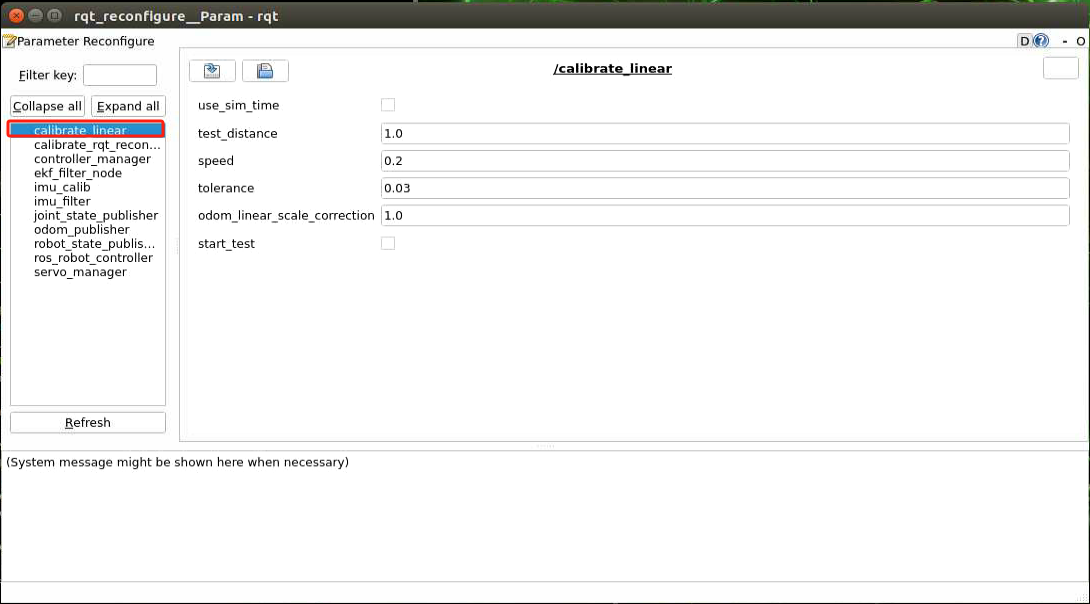 rqt_reconfigure__Param - rqt
Parameter Reconfigure
D ? - O
Filter key:
Collapse all Expand all
calibrate_linear
calibrate_rqt_recon...
controller_manager
ekf_filter_node
imu_calib
imu_filter
joint_state_publisher
odom_publisher
robot_state_publis...
ros_robot_controller
servo_manager
Refresh
/calibrate_linear
use_sim_time
test_distance 1.0
speed 0.2
tolerance 0.03
odom_linear_scale_correction 1.0
start_test
(System message might be shown here when necessary)